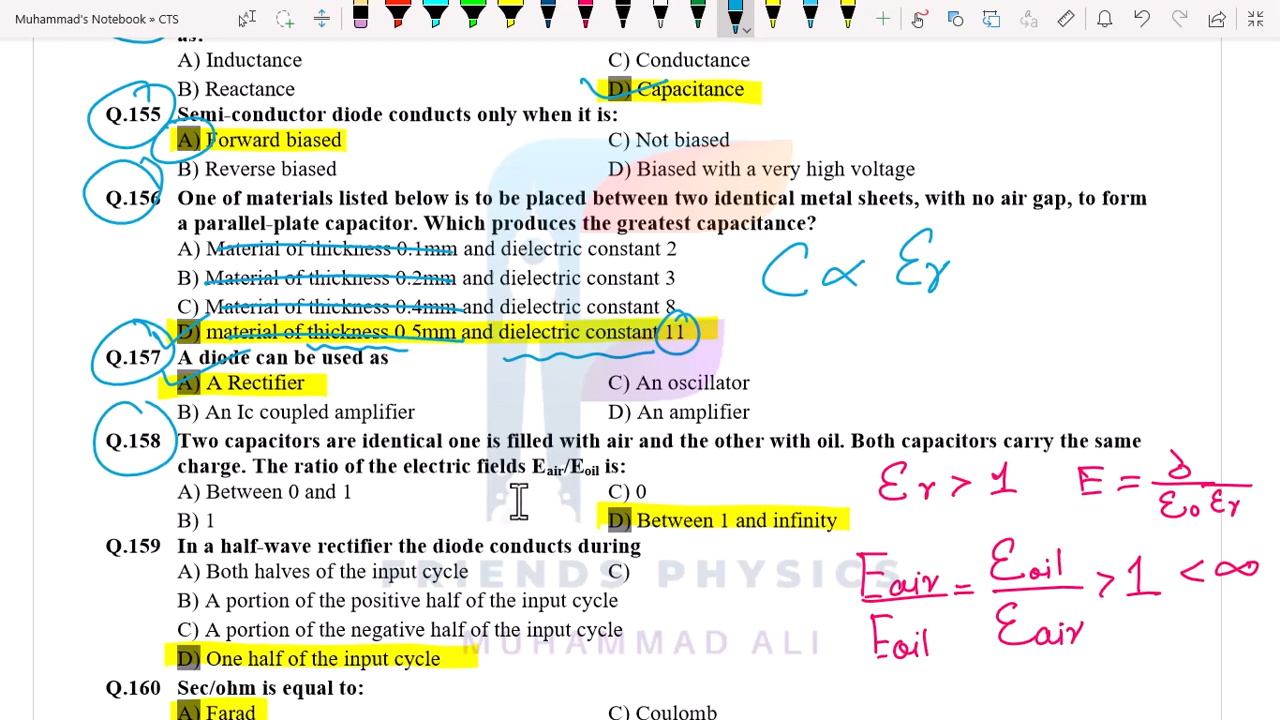 Muhammad's Notebook » CTS
as:
A) Inductance
C) Conductance
B) Reactance
D) Capacitance
Q.155 Semi-conductor diode conducts only when it is:
A) Forward biased
C) Not biased
B) Reverse biased
D) Biased with a very high voltage
Q.156 One of materials listed below is to be placed between two identical metal sheets, with no air gap, to form
a parallel-plate capacitor. Which produces the greatest capacitance?
A) Material of thickness 0.1mm and dielectric constant 2
B) Material of thickness 0.2mm and dielectric constant 3
C) Material of thickness 0.4mm and dielectric constant 8
D) material of thickness 0.5mm and dielectric constant 11
C ∝ εr
Q.157 A diode can be used as
A) A Rectifier
C) An oscillator
B) An Ic coupled amplifier
D) An amplifier
Q.158 Two capacitors are identical one is filled with air and the other with oil. Both capacitors carry the same
charge. The ratio of the electric fields Eair/Eoil is:
A) Between 0 and 1
C) 0
B) 1
D) Between 1 and infinity
εr > 1
E = δ / ε0 εr
Eair / Eoil = εoil / εair > 1 < ∞
Q.159 In a half-wave rectifier the diode conducts during
A) Both halves of the input cycle
C)
B) A portion of the positive half of the input cycle
C) A portion of the negative half of the input cycle
D) One half of the input cycle
FRIENDS PHYSICS
MUHAMMAD ALI
Q.160 Sec/ohm is equal to:
A) Farad
C) Coulomb